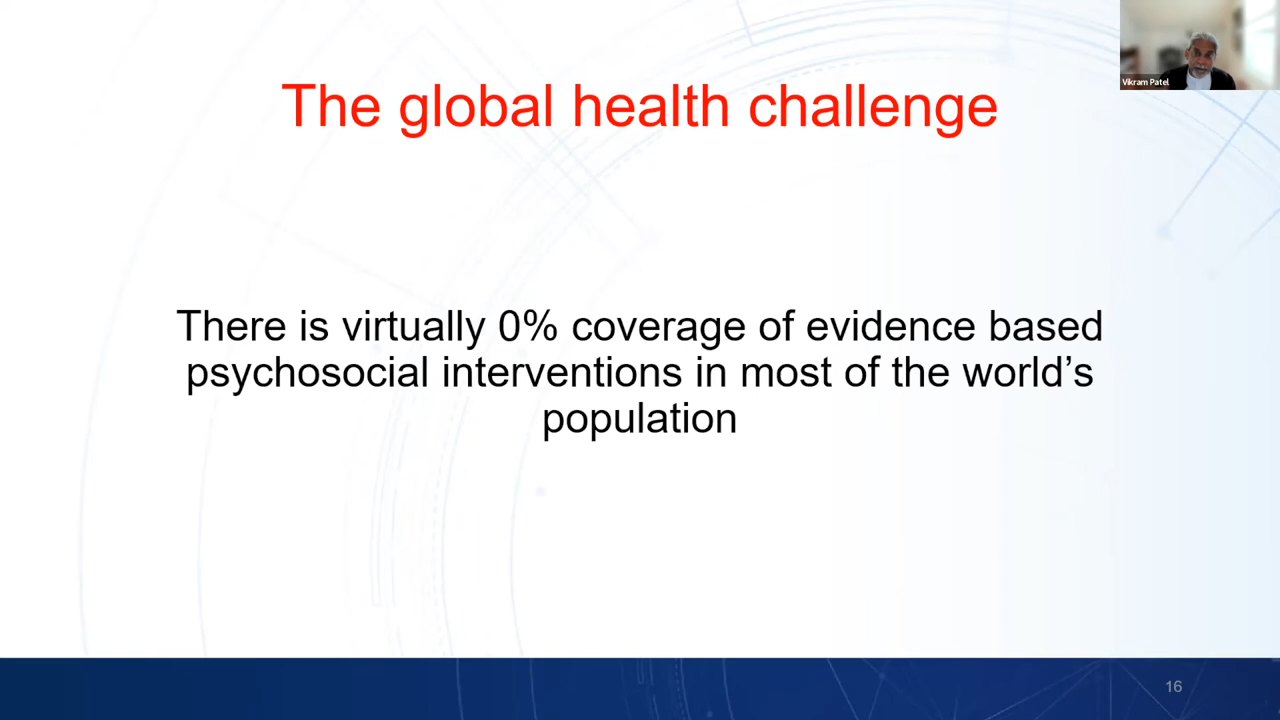 The global health challenge
Vikram Patel
There is virtually 0% coverage of evidence based
psychosocial interventions in most of the world’s
population
16